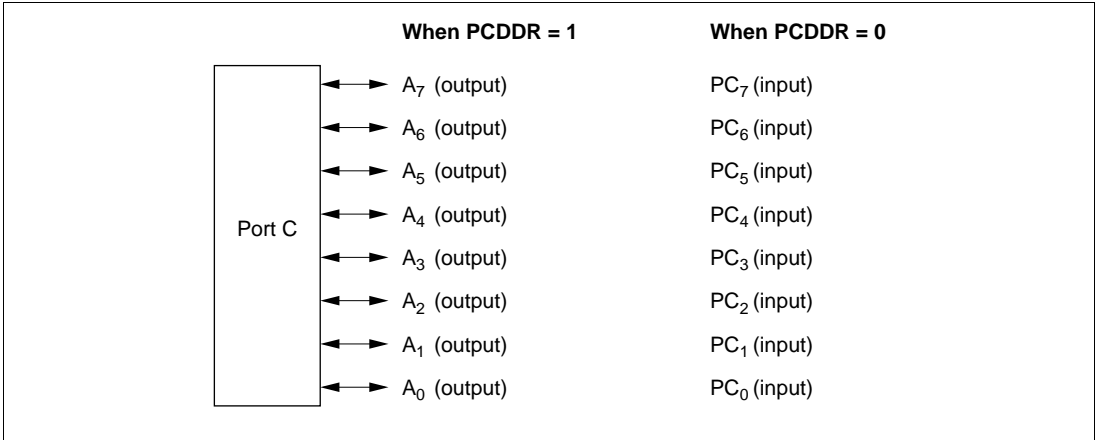 When PCDDR = 1 When PCDDR = 0
A7 (output) PC7 (input)
A6 (output) PC6 (input)
A5 (output) PC5 (input)
A4 (output) PC4 (input)
Port C
A3 (output) PC3 (input)
A2 (output) PC2 (input)
A1 (output) PC1 (input)
A0 (output) PC0 (input)